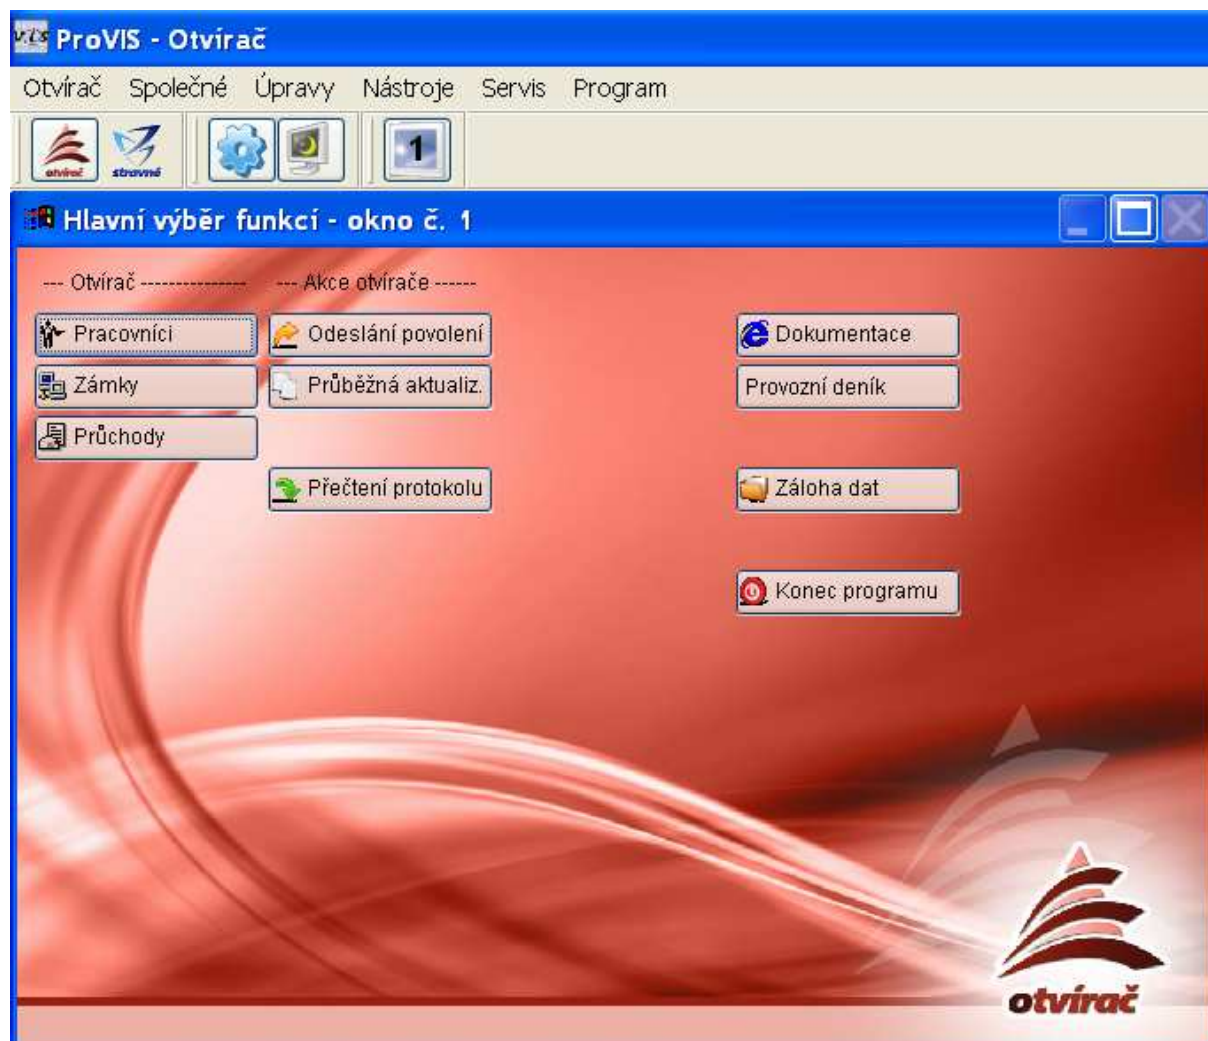 v.i.s ProVIS - Otvírač
Otvírač Společné Úpravy Nástroje Servis Program
otvírač stravné 1
Hlavní výběr funkcí - okno č. 1
--- Otvírač --------------- --- Akce otvírače ------
Pracovníci Odeslání povolení Dokumentace
Zámky Průběžná aktualiz. Provozní deník
Průchody
Přečtení protokolu Záloha dat
Konec programu
otvírač